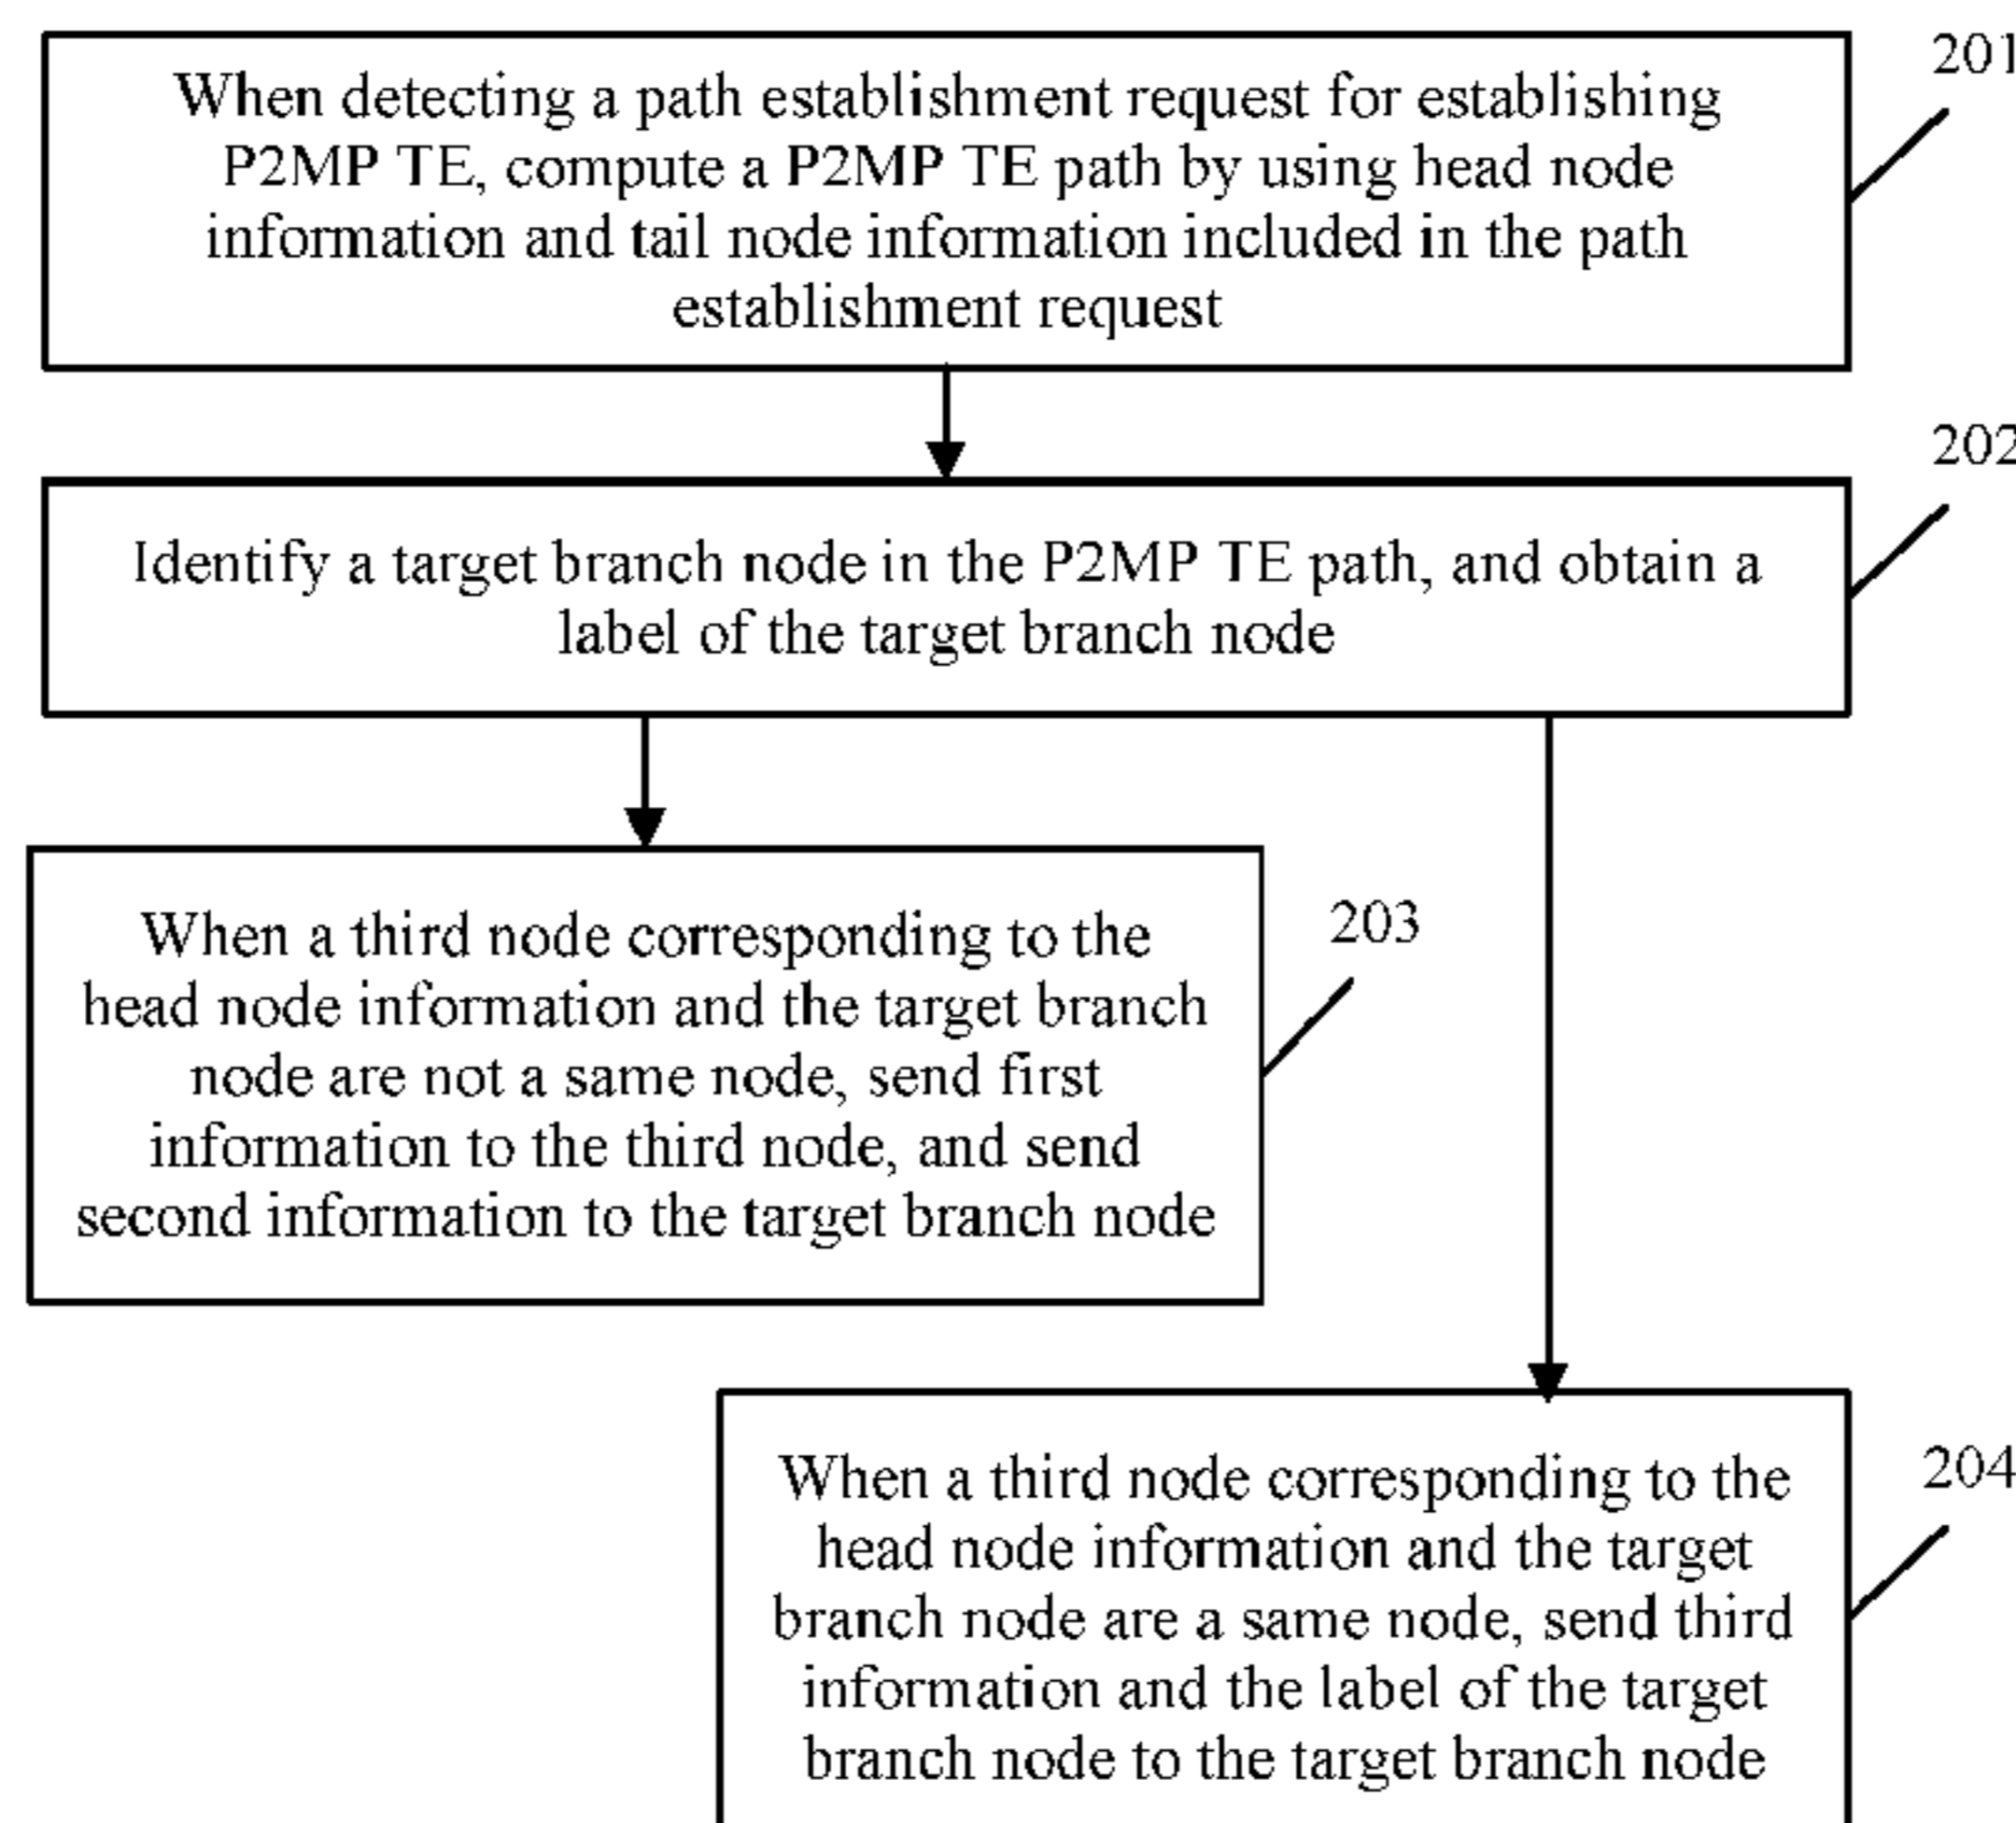 201
When detecting a path establishment request for establishing
P2MP TE, compute a P2MP TE path by using head node
information and tail node information included in the path
establishment request
202
Identify a target branch node in the P2MP TE path, and obtain a
label of the target branch node
203
When a third node corresponding to the
head node information and the target branch
node are not a same node, send first
information to the third node, and send
second information to the target branch node
204
When a third node corresponding to the
head node information and the target
branch node are a same node, send third
information and the label of the target
branch node to the target branch node